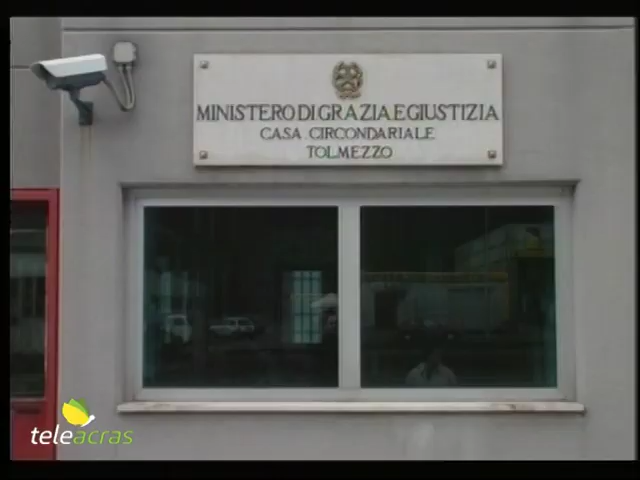 MINISTERO DI GRAZIA E GIUSTIZIA
CASA CIRCONDARIALE
TOLMEZZO
teleacras